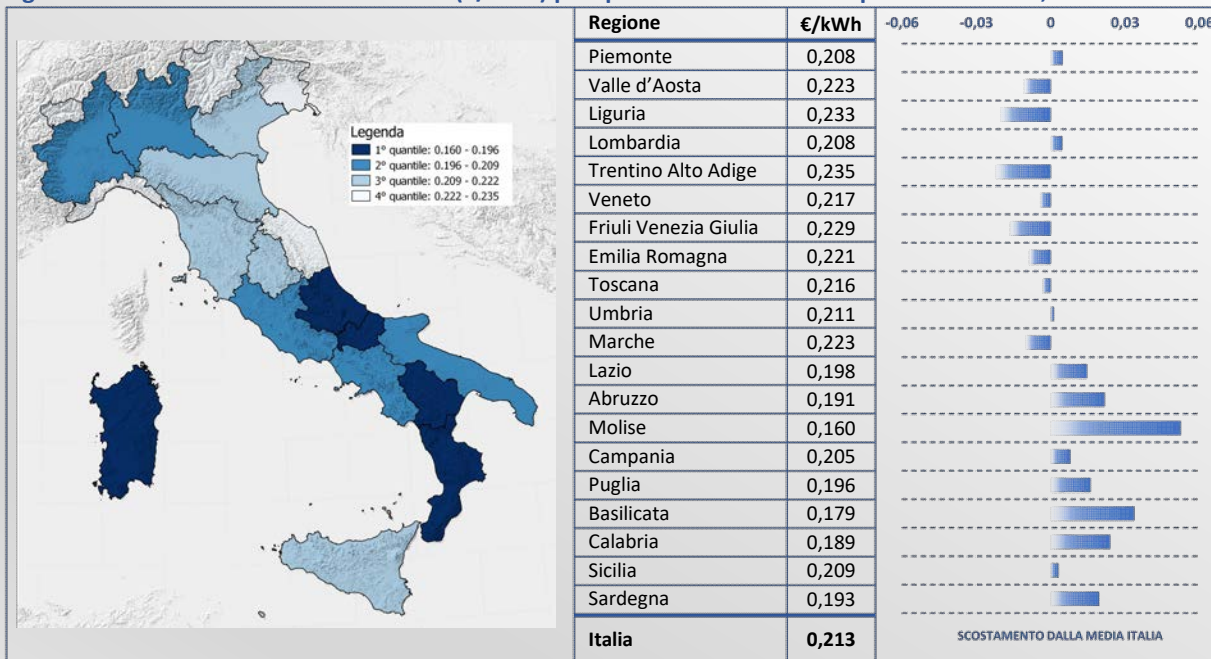 Regione €/kWh -0,06 -0,03 0 0,03 0,06
Piemonte 0,208
Valle d’Aosta 0,223
Liguria 0,233
Lombardia 0,208
Trentino Alto Adige 0,235
Veneto 0,217
Friuli Venezia Giulia 0,229
Emilia Romagna 0,221
Toscana 0,216
Umbria 0,211
Marche 0,223
Lazio 0,198
Abruzzo 0,191
Molise 0,160
Campania 0,205
Puglia 0,196
Basilicata 0,179
Calabria 0,189
Sicilia 0,209
Sardegna 0,193
Italia 0,213
SCOSTAMENTO DALLA MEDIA ITALIA
Legenda
1° quantile: 0.160 - 0.196
2° quantile: 0.196 - 0.209
3° quantile: 0.209 - 0.222
4° quantile: 0.222 - 0.235